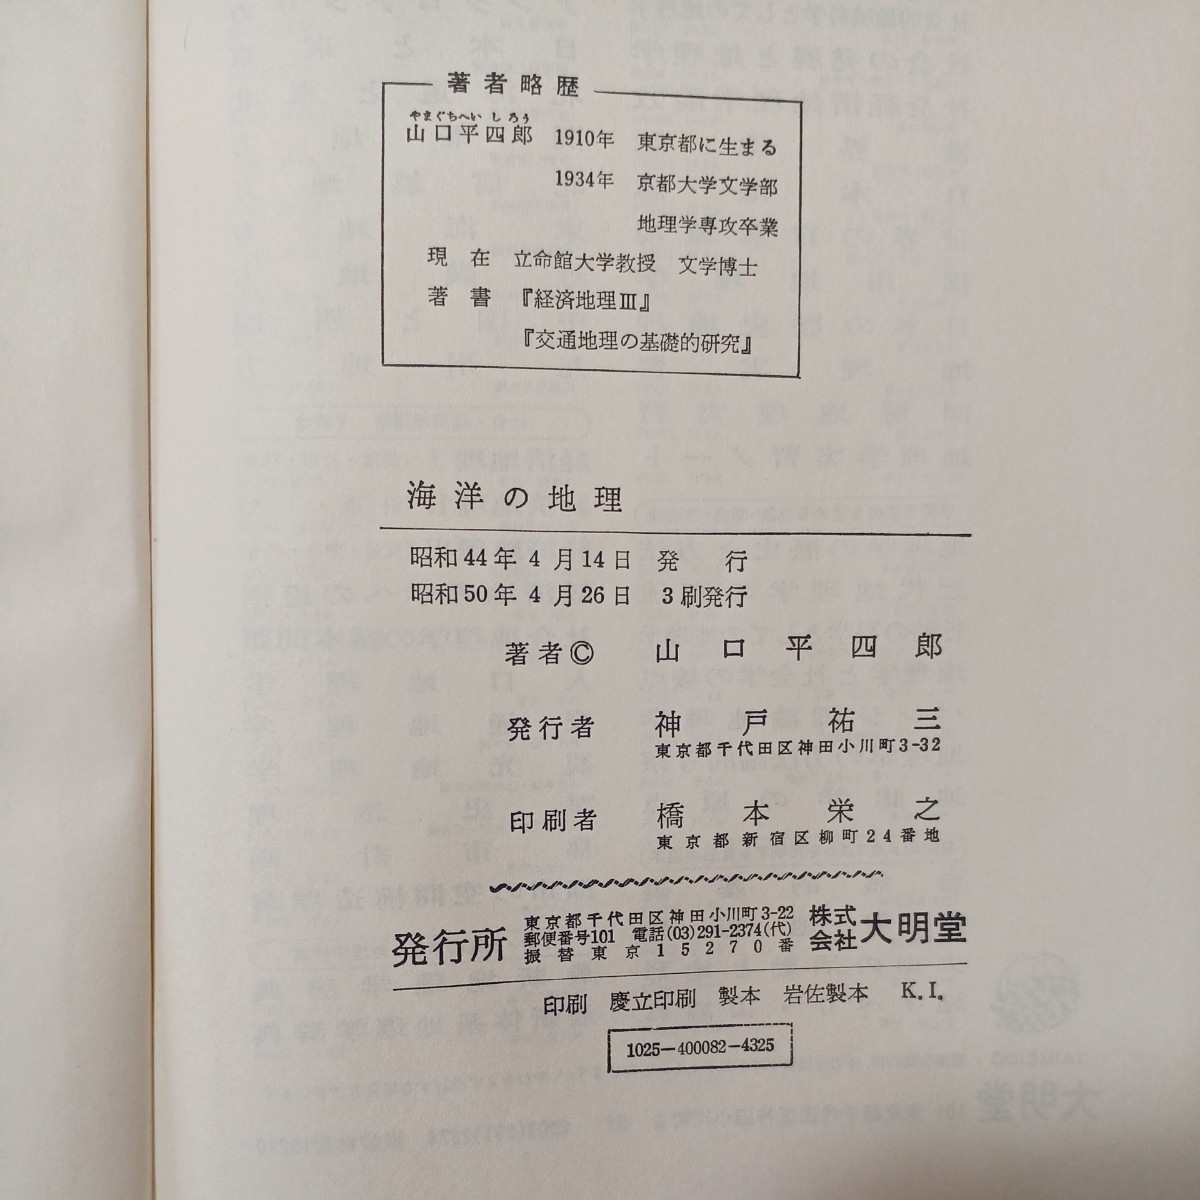 著者略歴
やまぐちへいしろう
山口平四郎 1910年 東京都に生まる
1934年 京都大学文学部
地理学専攻卒業
現在 立命館大学教授 文学博士
著書 『経済地理Ⅲ』
『交通地理の基礎的研究』
海洋の地理
昭和44年4月14日 発行
昭和50年4月26日 3刷発行
著者© 山口平四郎
発行者 神戸祐三
東京都千代田区神田小川町3-32
印刷者 橋本栄之
東京都新宿区柳町24番地
発行所
東京都千代田区神田小川町3-22
郵便番号101 電話(03)291-2374(代)
振替東京15270番
株式会社 大明堂
印刷 慶立印刷 製本 岩佐製本 K.I.
1025-400082-4325